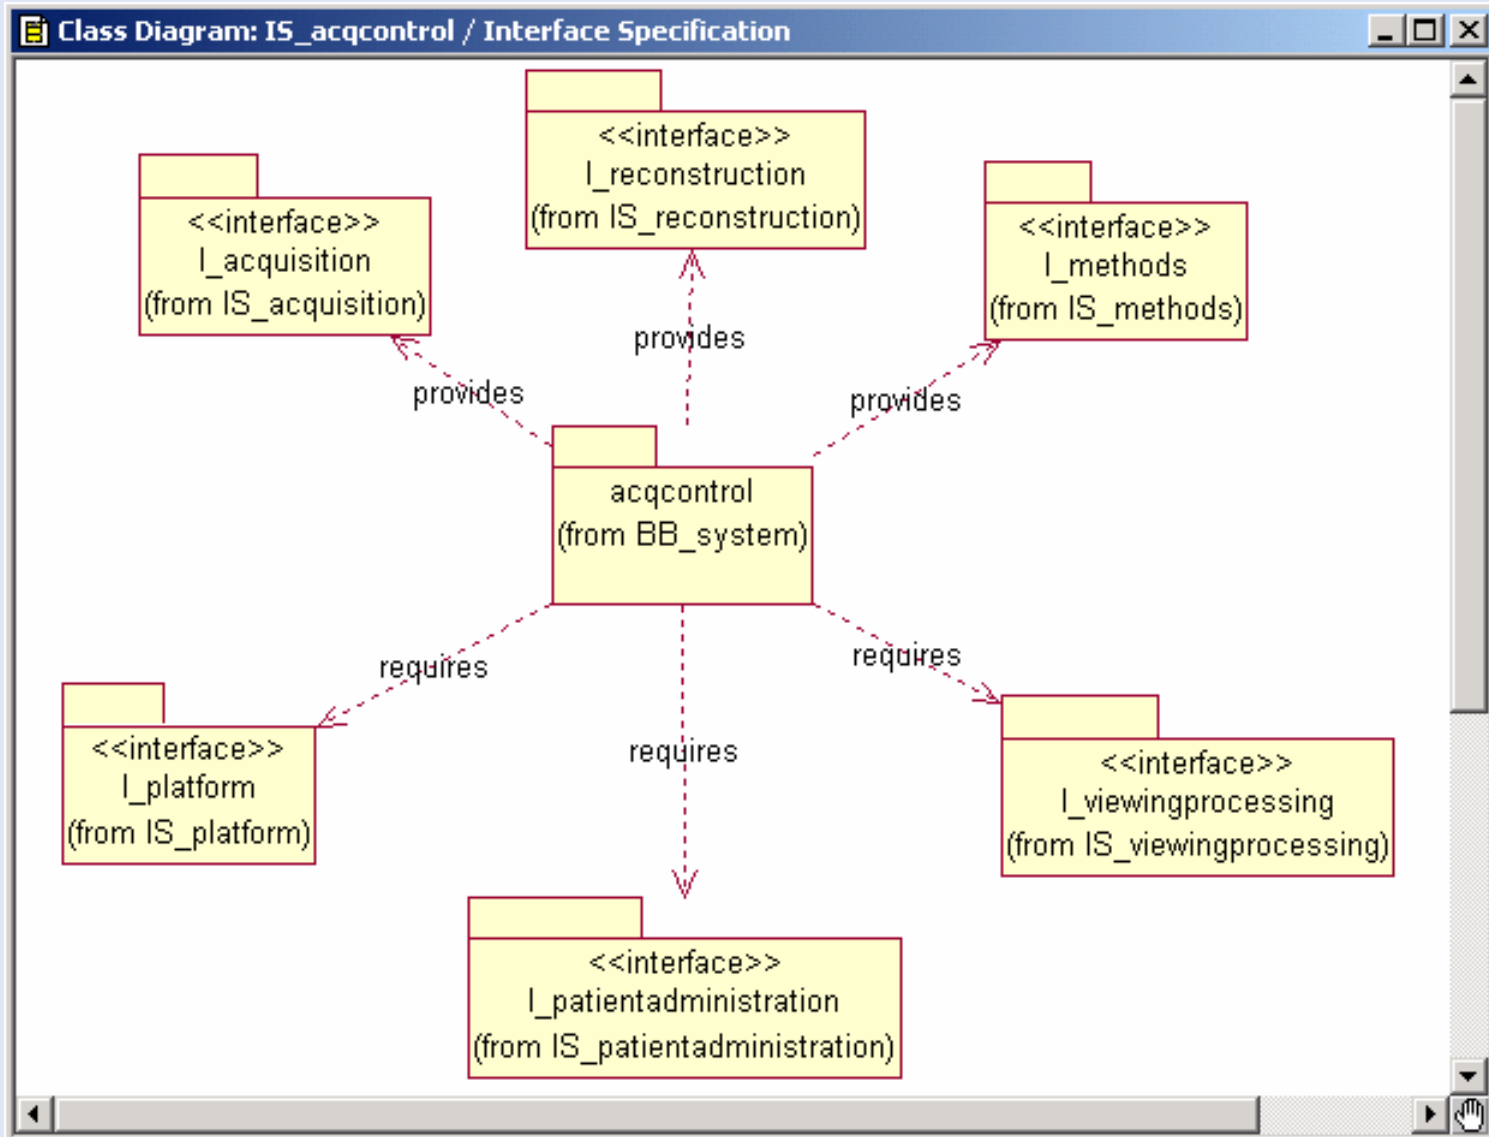 Class Diagram: IS_acqcontrol / Interface Specification
<<interface>>
I_reconstruction
(from IS_reconstruction)
<<interface>>
I_acquisition
(from IS_acquisition)
<<interface>>
I_methods
(from IS_methods)
provides
provides
provides
acqcontrol
(from BB_system)
requires
requires
requires
<<interface>>
I_platform
(from IS_platform)
<<interface>>
I_viewingprocessing
(from IS_viewingprocessing)
<<interface>>
I_patientadministration
(from IS_patientadministration)